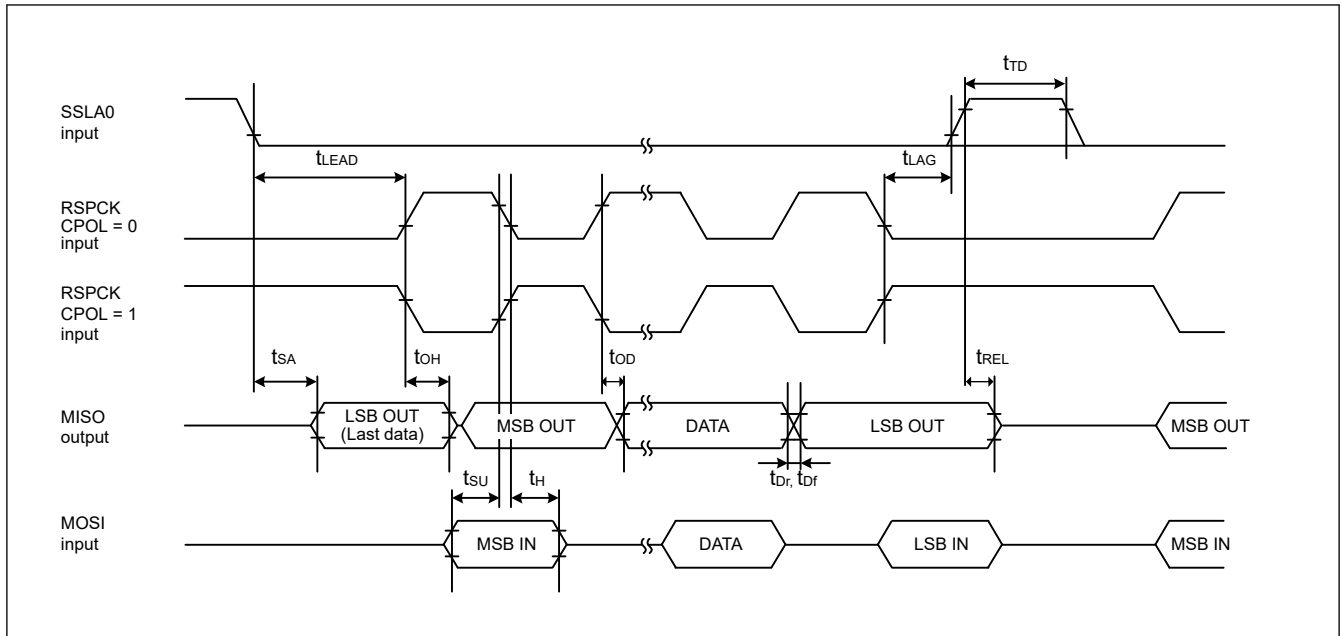 tTD
SSLA0
input
tLEAD
tLAG
RSPCK
CPOL = 0
input
RSPCK
CPOL = 1
input
tSA
tOH
tOD
tREL
MISO
output
LSB OUT
(Last data)
MSB OUT
DATA
LSB OUT
MSB OUT
tSU
tH
tDr, tDf
MOSI
input
MSB IN
DATA
LSB IN
MSB IN